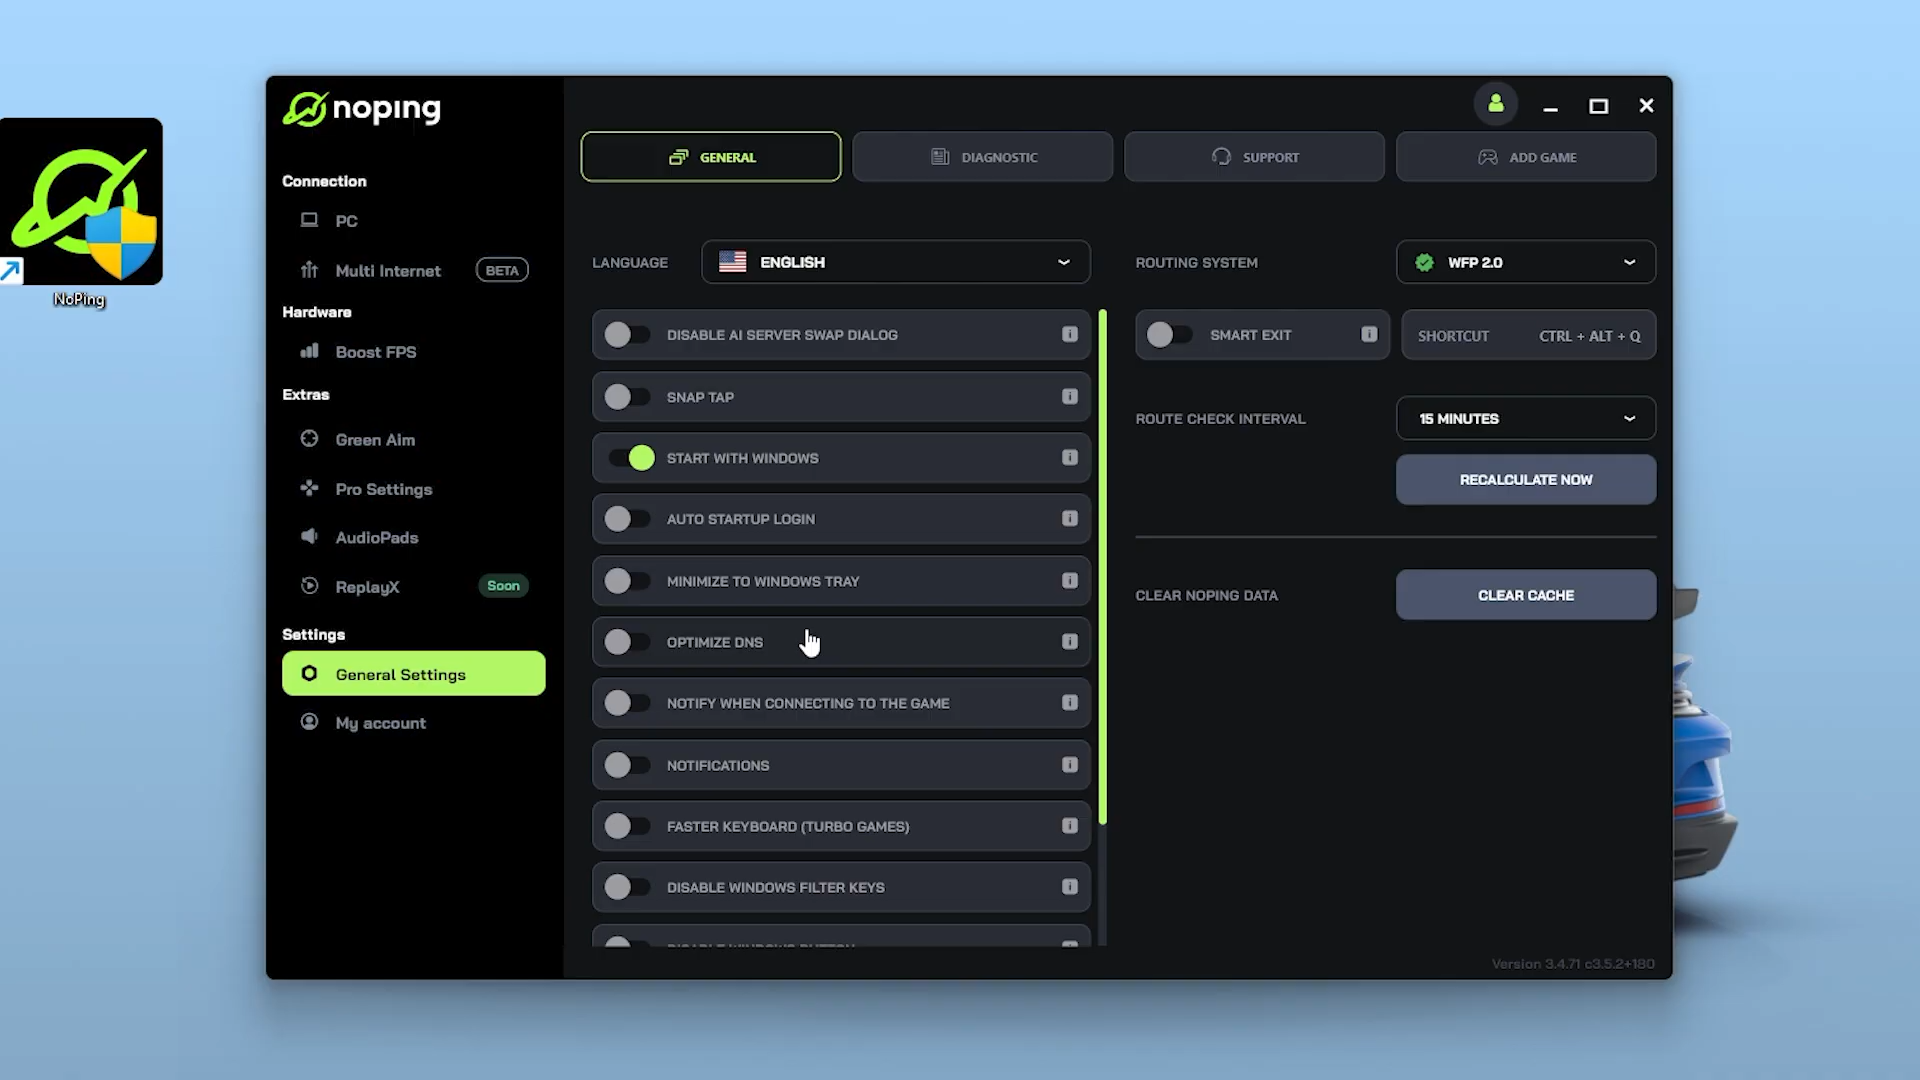 NoPing
noping
Connection
PC
Multi Internet BETA
Hardware
Boost FPS
Extras
Green Aim
Pro Settings
AudioPads
ReplayX Soon
Settings
General Settings
My account
GENERAL
DIAGNOSTIC
SUPPORT
ADD GAME
LANGUAGE
ENGLISH
DISABLE AI SERVER SWAP DIALOG
SNAP TAP
START WITH WINDOWS
AUTO STARTUP LOGIN
MINIMIZE TO WINDOWS TRAY
OPTIMIZE DNS
NOTIFY WHEN CONNECTING TO THE GAME
NOTIFICATIONS
FASTER KEYBOARD (TURBO GAMES)
DISABLE WINDOWS FILTER KEYS
DISABLE WINDOWS BUTTON
ROUTING SYSTEM
WFP 2.0
SMART EXIT
SHORTCUT CTRL + ALT + Q
ROUTE CHECK INTERVAL
15 MINUTES
RECALCULATE NOW
CLEAR NOPING DATA
CLEAR CACHE
Version 3.4.71 c3.5.2+180